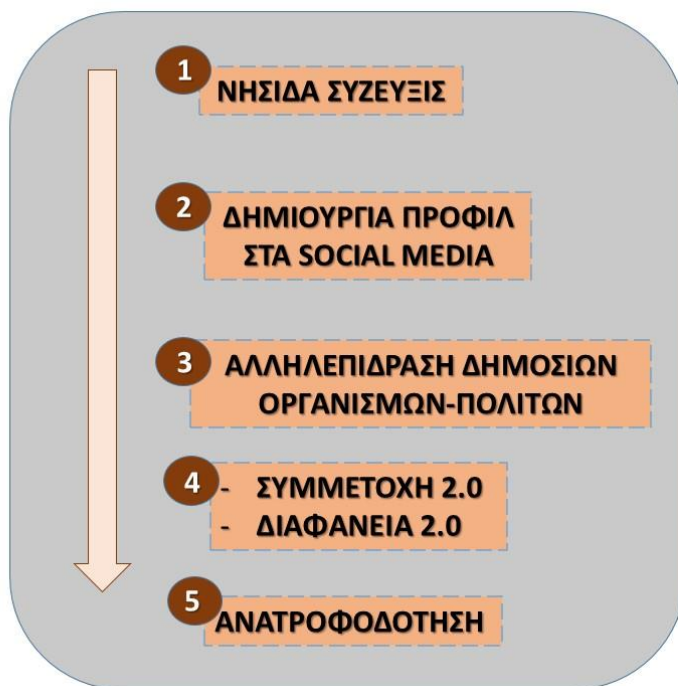 1
ΝΗΣΙΔΑ ΣΥΖΕΥΞΙΣ
2
ΔΗΜΙΟΥΡΓΙΑ ΠΡΟΦΙΛ
ΣΤΑ SOCIAL MEDIA
3
ΑΛΛΗΛΕΠΙΔΡΑΣΗ ΔΗΜΟΣΙΩΝ
ΟΡΓΑΝΙΣΜΩΝ-ΠΟΛΙΤΩΝ
4
- ΣΥΜΜΕΤΟΧΗ 2.0
- ΔΙΑΦΑΝΕΙΑ 2.0
5
ΑΝΑΤΡΟΦΟΔΟΤΗΣΗ